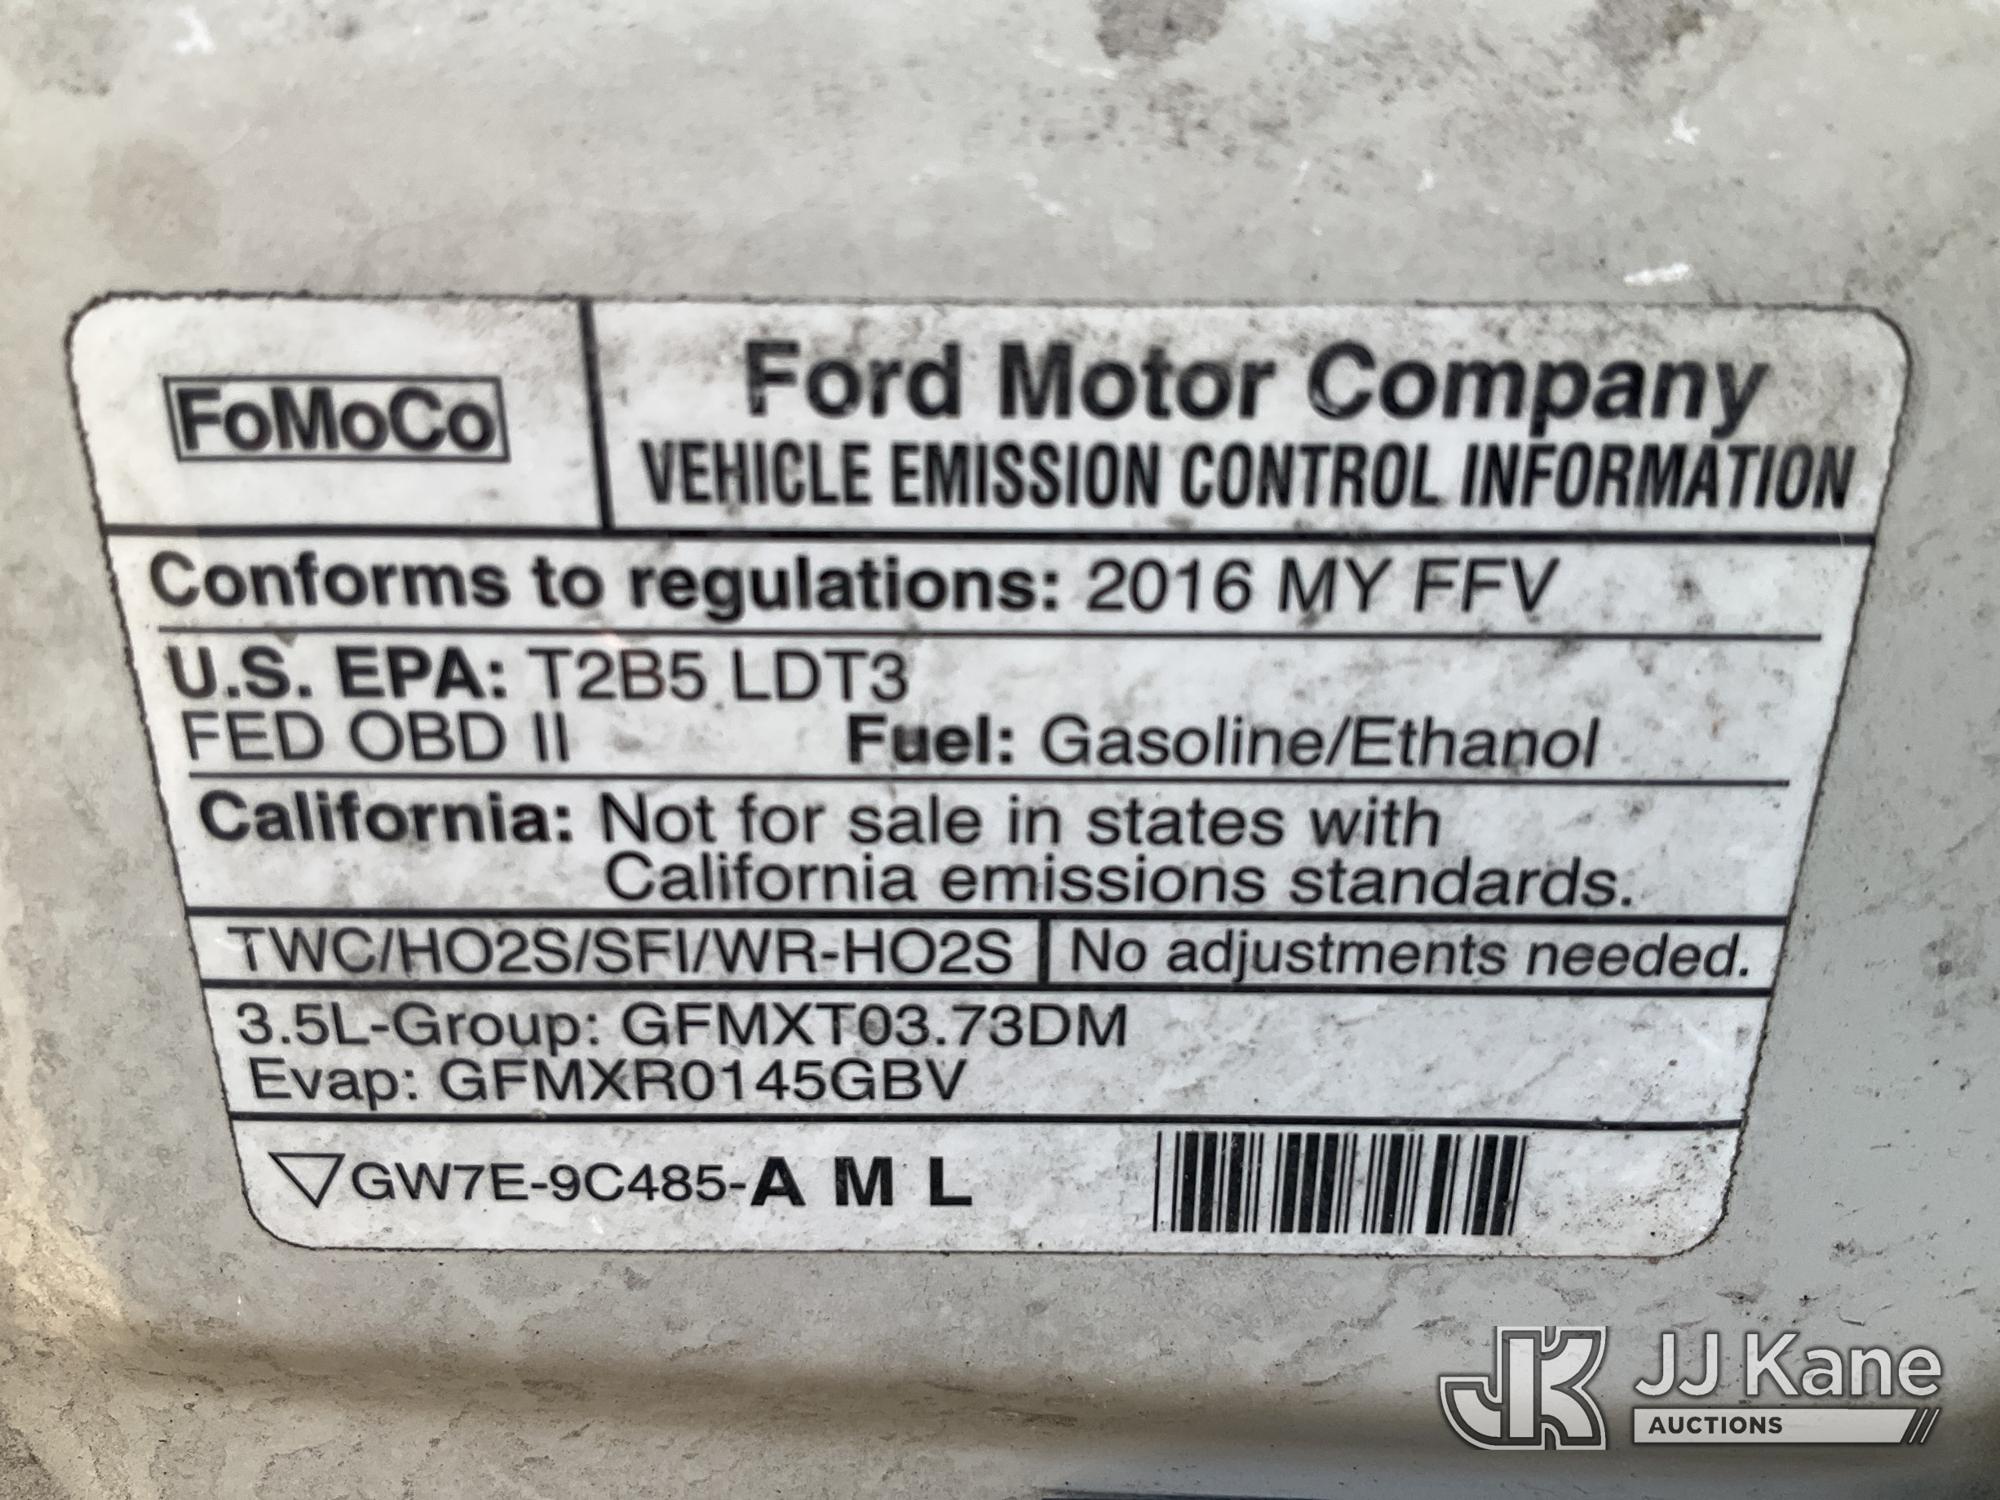 FoMoCo
Ford Motor Company
VEHICLE EMISSION CONTROL INFORMATION
Conforms to regulations: 2016 MY FFV
U.S. EPA: T2B5 LDT3
FED OBD II Fuel: Gasoline/Ethanol
California: Not for sale in states with
California emissions standards.
TWC/HO2S/SFI/WR-HO2S No adjustments needed.
3.5L-Group: GFMXT03.73DM
Evap: GFMXR0145GBV
GW7E-9C485-A M L
JK JJ Kane
AUCTIONS